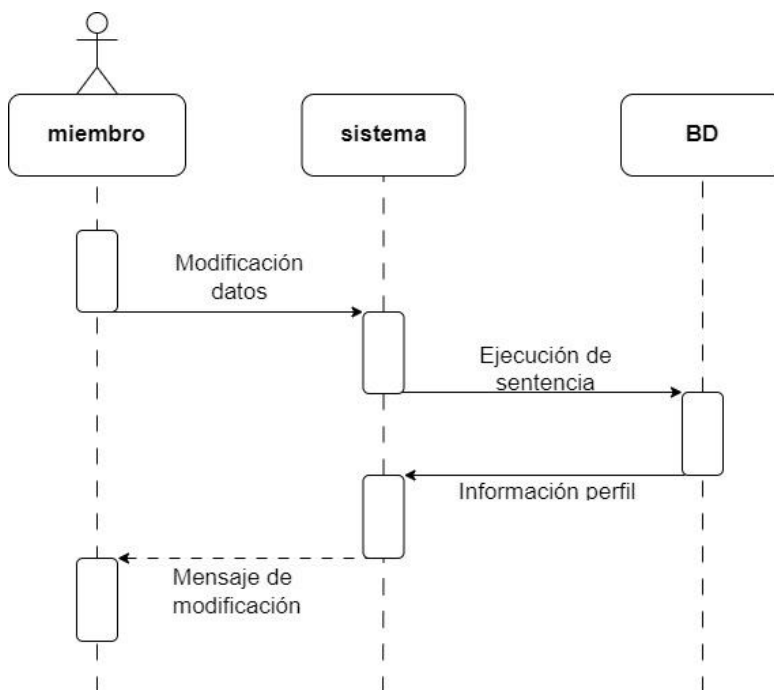 miembro
sistema
BD
Modificación
datos
Ejecución de
sentencia
Información perfil
Mensaje de
modificación